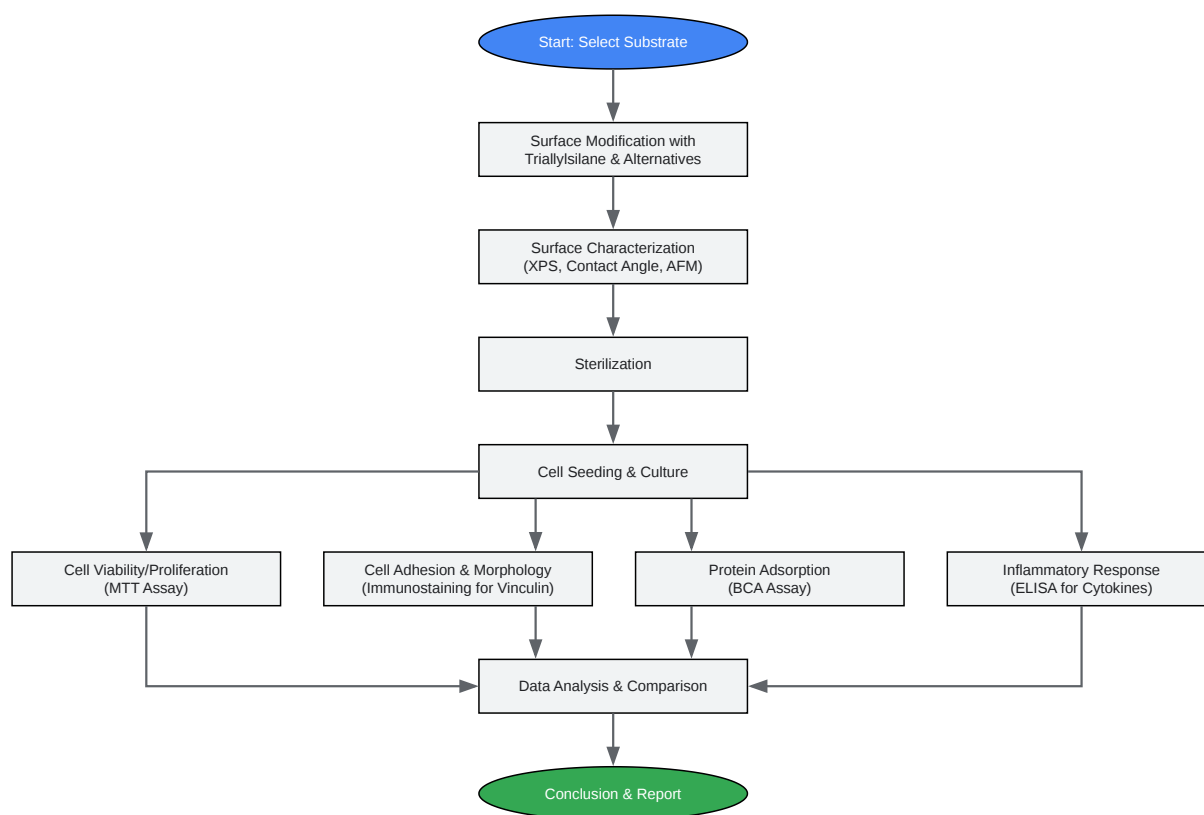 Start: Select Substrate
Surface Modification with
Triallylsilane & Alternatives
Surface Characterization
(XPS, Contact Angle, AFM)
Sterilization
Cell Seeding & Culture
Cell Viability/Proliferation
(MTT Assay)
Cell Adhesion & Morphology
(Immunostaining for Vinculin)
Protein Adsorption
(BCA Assay)
Inflammatory Response
(ELISA for Cytokines)
Data Analysis & Comparison
Conclusion & Report